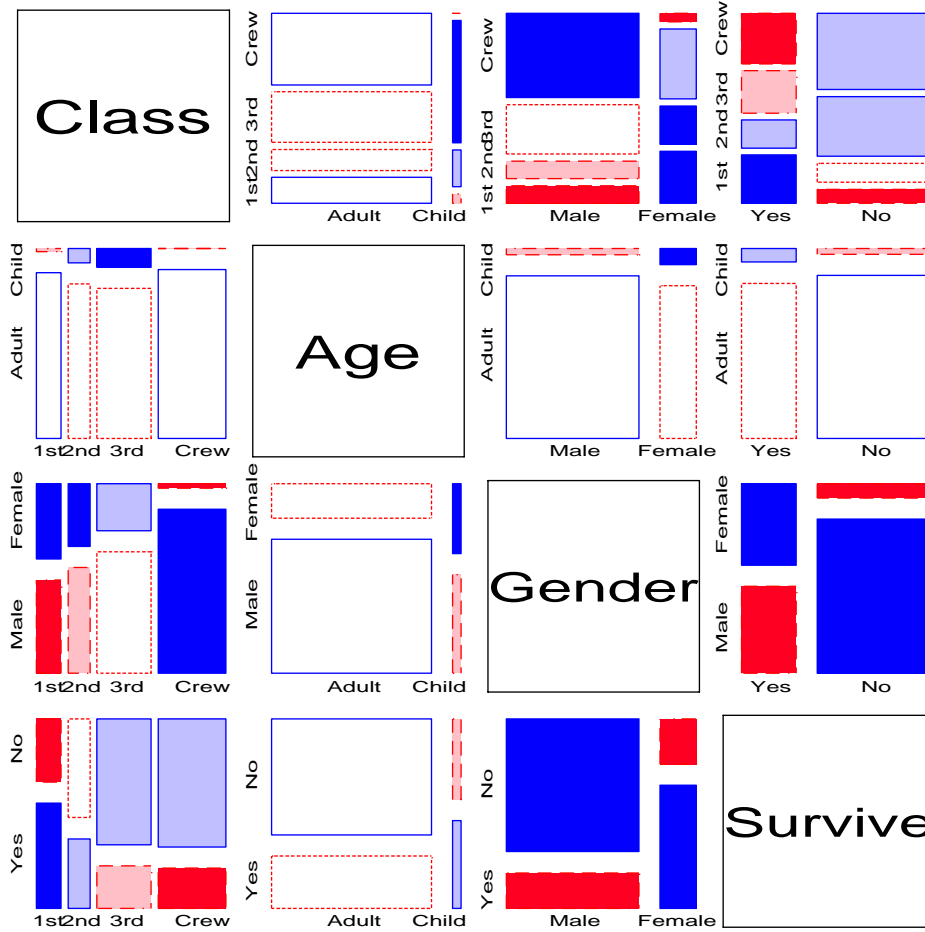 Class
Crew
3rd
2nd
1st
Adult Child
Crew
3rd
2nd
1st
Male Female
Crew
3rd
2nd
1st
Yes No
Child
Adult
1st 2nd 3rd Crew
Age
Child
Adult
Male Female
Child
Adult
Yes No
Female
Male
1st 2nd 3rd Crew
Female
Male
Adult Child
Gender
Female
Male
Yes No
No
Yes
1st 2nd 3rd Crew
No
Yes
Adult Child
No
Yes
Male Female
Survive